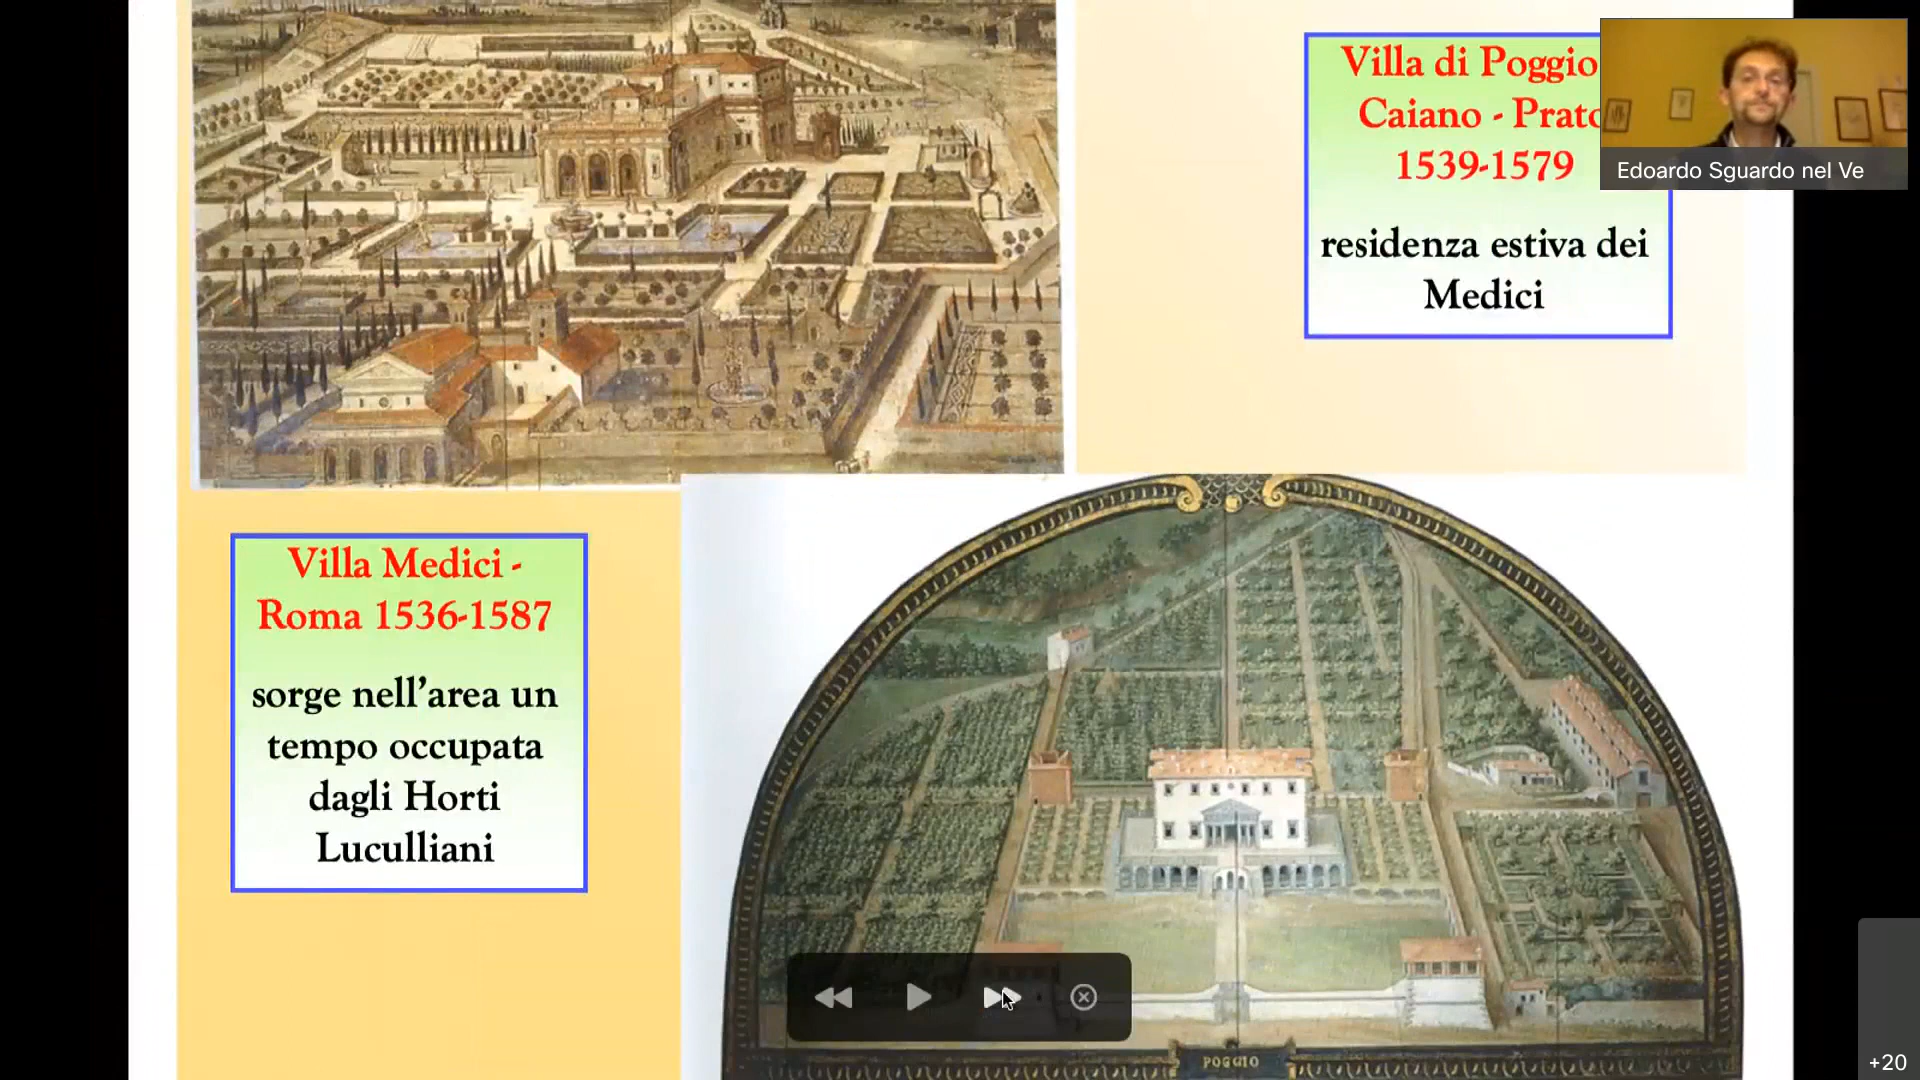 Villa di Poggio
Caiano - Prato
1539-1579
residenza estiva dei
Medici
Edoardo Sguardo nel Ve
Villa Medici -
Roma 1536-1587
sorge nell’area un
tempo occupata
dagli Horti
Luculliani
POGGIO
+20